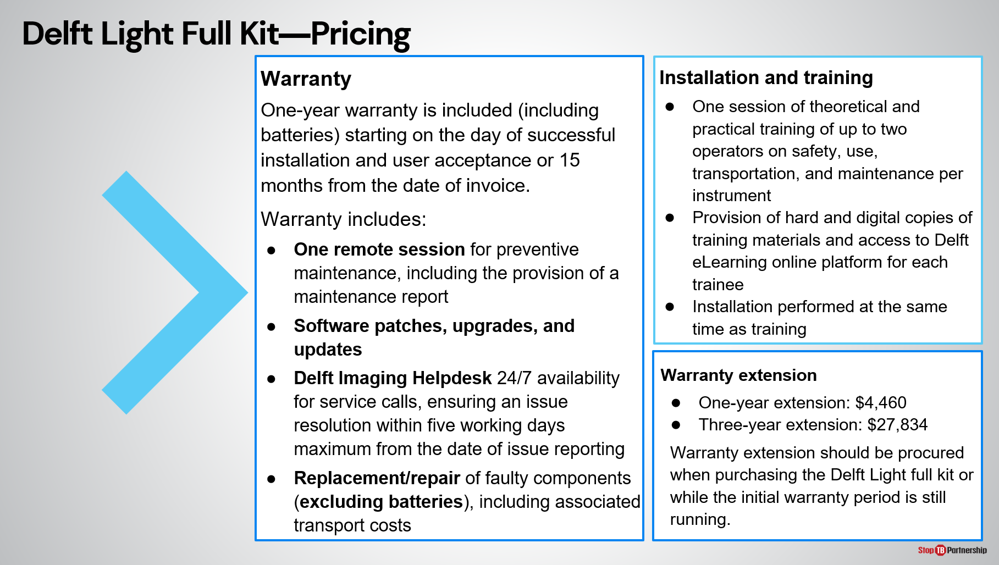 Delft Light Full Kit—Pricing
Warranty
One-year warranty is included (including
batteries) starting on the day of successful
installation and user acceptance or 15
months from the date of invoice.
Warranty includes:
● One remote session for preventive
maintenance, including the provision of a
maintenance report
● Software patches, upgrades, and
updates
● Delft Imaging Helpdesk 24/7 availability
for service calls, ensuring an issue
resolution within five working days
maximum from the date of issue reporting
● Replacement/repair of faulty components
(excluding batteries), including associated
transport costs
Installation and training
● One session of theoretical and
practical training of up to two
operators on safety, use,
transportation, and maintenance per
instrument
● Provision of hard and digital copies of
training materials and access to Delft
eLearning online platform for each
trainee
● Installation performed at the same
time as training
Warranty extension
● One-year extension: $4,460
● Three-year extension: $27,834
Warranty extension should be procured
when purchasing the Delft Light full kit or
while the initial warranty period is still
running.
Stop TB Partnership